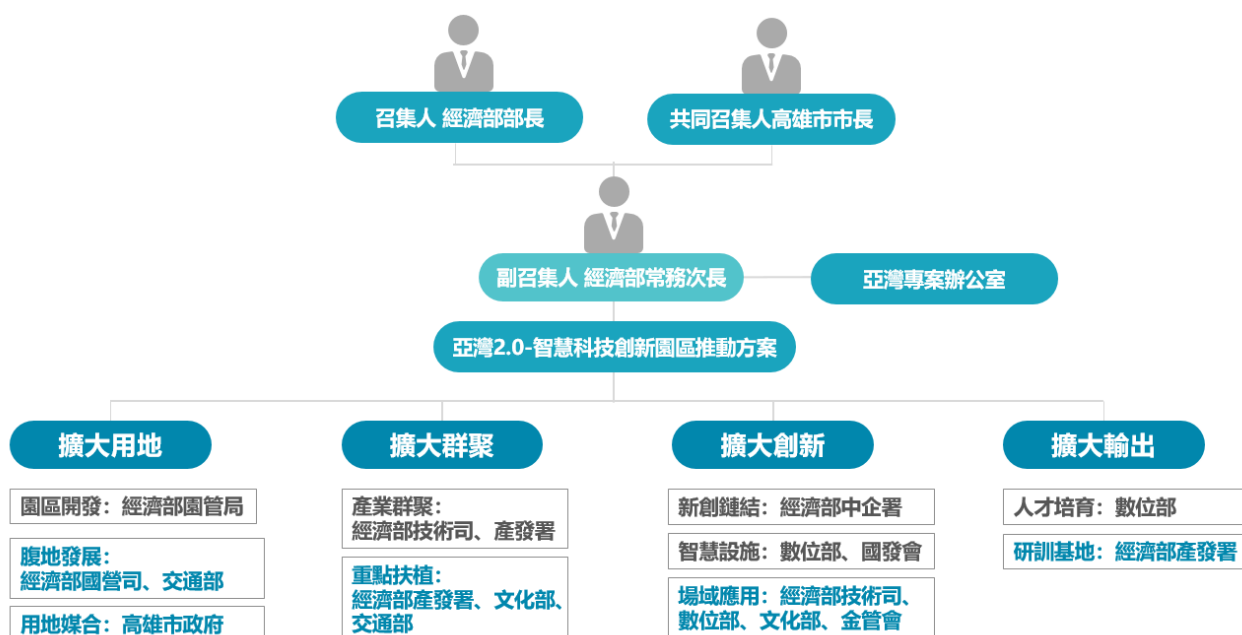 召集人 經濟部部長
共同召集人高雄市市長
副召集人 經濟部常務次長
亞灣專案辦公室
亞灣2.0-智慧科技創新園區推動方案
擴大用地
園區開發：經濟部園管局
腹地發展：
經濟部國營司、交通部
用地媒合：高雄市政府
擴大群聚
產業群聚：
經濟部技術司、產發署
重點扶植：
經濟部產發署、文化部、
交通部
擴大創新
新創鏈結：經濟部中企署
智慧設施：數位部、國發會
場域應用：經濟部技術司、
數位部、文化部、金管會
擴大輸出
人才培育：數位部
研訓基地：經濟部產發署